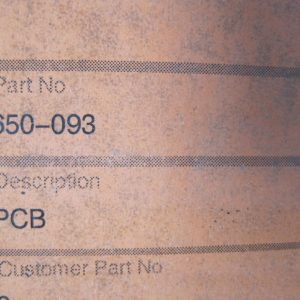 Part No
650-093
Description
PCB
Customer Part No